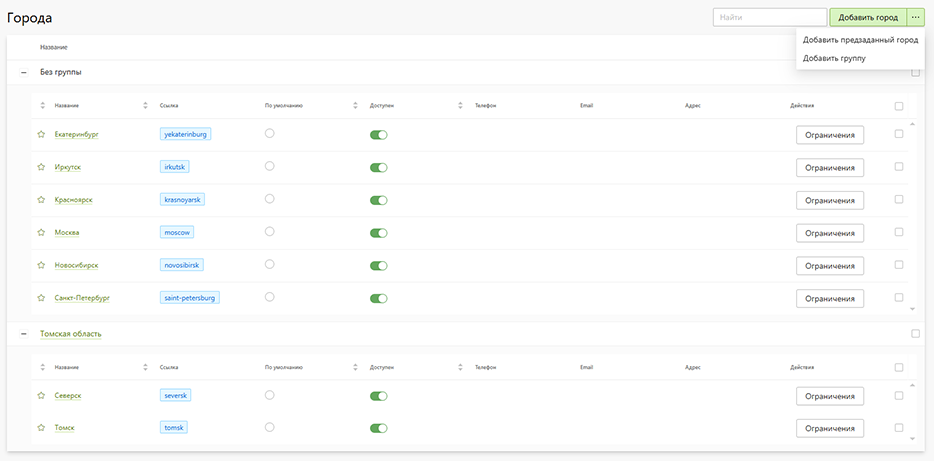 Города
Найти
Добавить город
Добавить предзаданный город
Добавить группу
Название
Без группы
Название Ссылка По умолчанию Доступен Телефон Email Адрес Действия
Екатеринбург yekaterinburg Ограничения
Иркутск irkutsk Ограничения
Красноярск krasnoyarsk Ограничения
Москва moscow Ограничения
Новосибирск novosibirsk Ограничения
Санкт-Петербург saint-petersburg Ограничения
Томская область
Название Ссылка По умолчанию Доступен Телефон Email Адрес Действия
Северск seversk Ограничения
Томск tomsk Ограничения